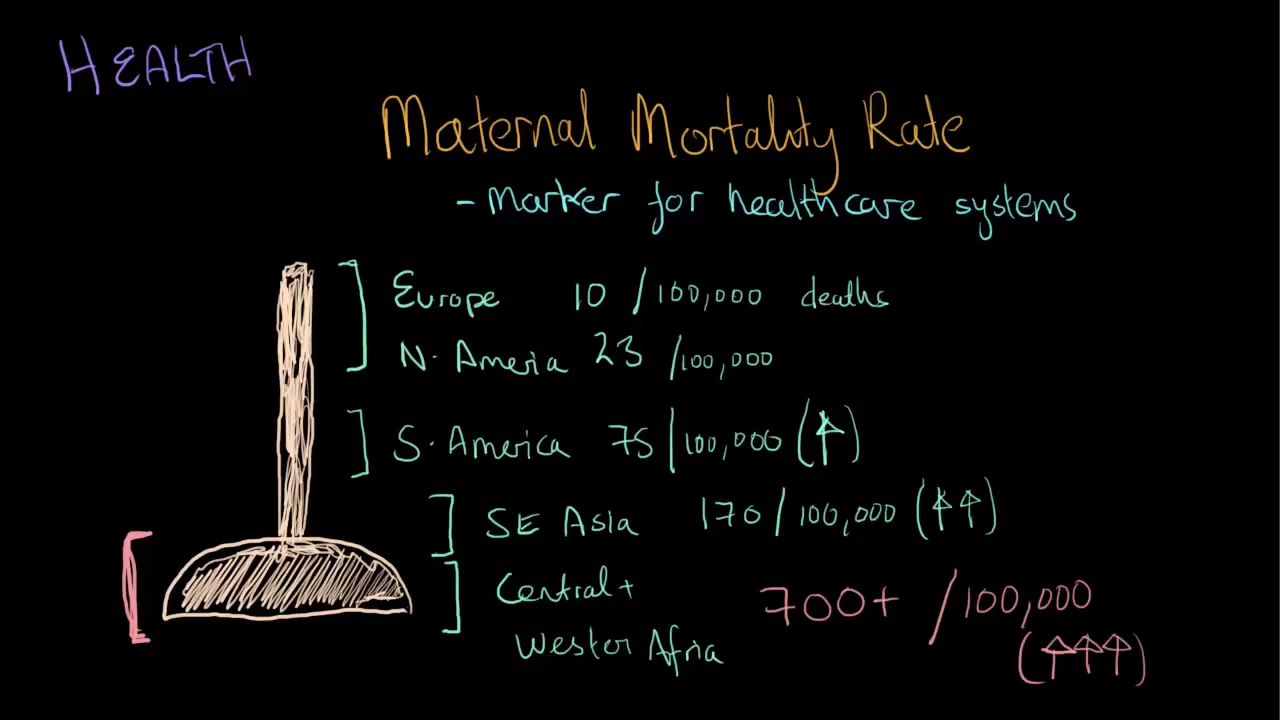 HEALTH
Maternal Mortality Rate
- Marker for healthcare systems
Europe 10 / 100,000 deaths
N. Ameria 23 / 100,000
S. America 75 / 100,000 (↑)
SE Asia 170 / 100,000 (↑↑)
Central +
Wester Afria
700+ / 100,000
(↑↑↑)